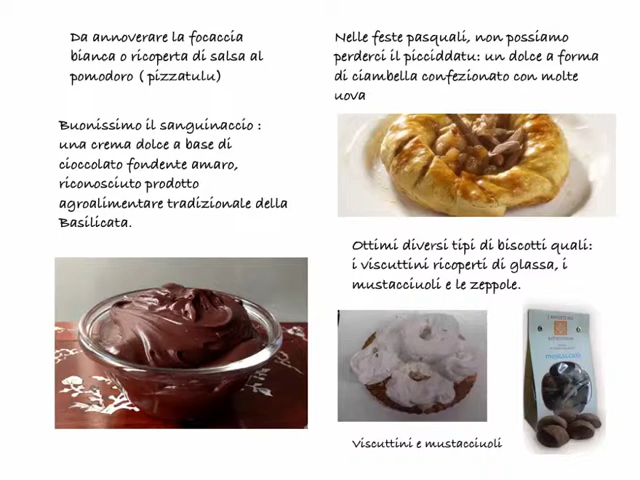 Da annoverare la focaccia
bianca o ricoperta di salsa al
pomodoro ( pizzatulu)
Buonissimo il sanguinaccio :
una crema dolce a base di
cioccolato fondente amaro,
riconosciuto prodotto
agroalimentare tradizionale della
Basilicata.
Nelle feste pasquali, non possiamo
perderci il picciddatu: un dolce a forma
di ciambella confezionato con molte
uova
Ottimi diversi tipi di biscotti quali:
i viscuttini ricoperti di glassa, i
mustacciuoli e le zeppole.
Viscuttini e mustacciuoli